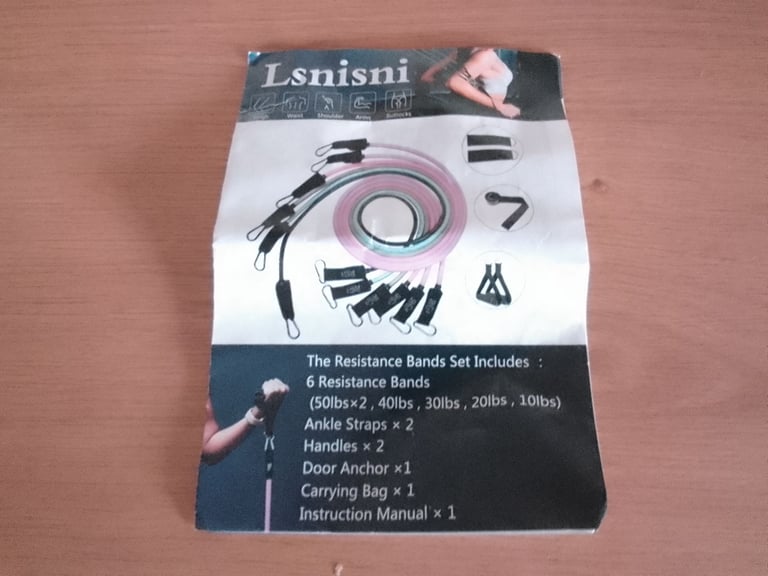 Lsnisni
Waist Shoulder Arms Buttocks
The Resistance Bands Set Includes :
6 Resistance Bands
(50lbs×2 , 40lbs , 30lbs , 20lbs , 10lbs)
Ankle Straps × 2
Handles × 2
Door Anchor ×1
Carrying Bag × 1
Instruction Manual × 1